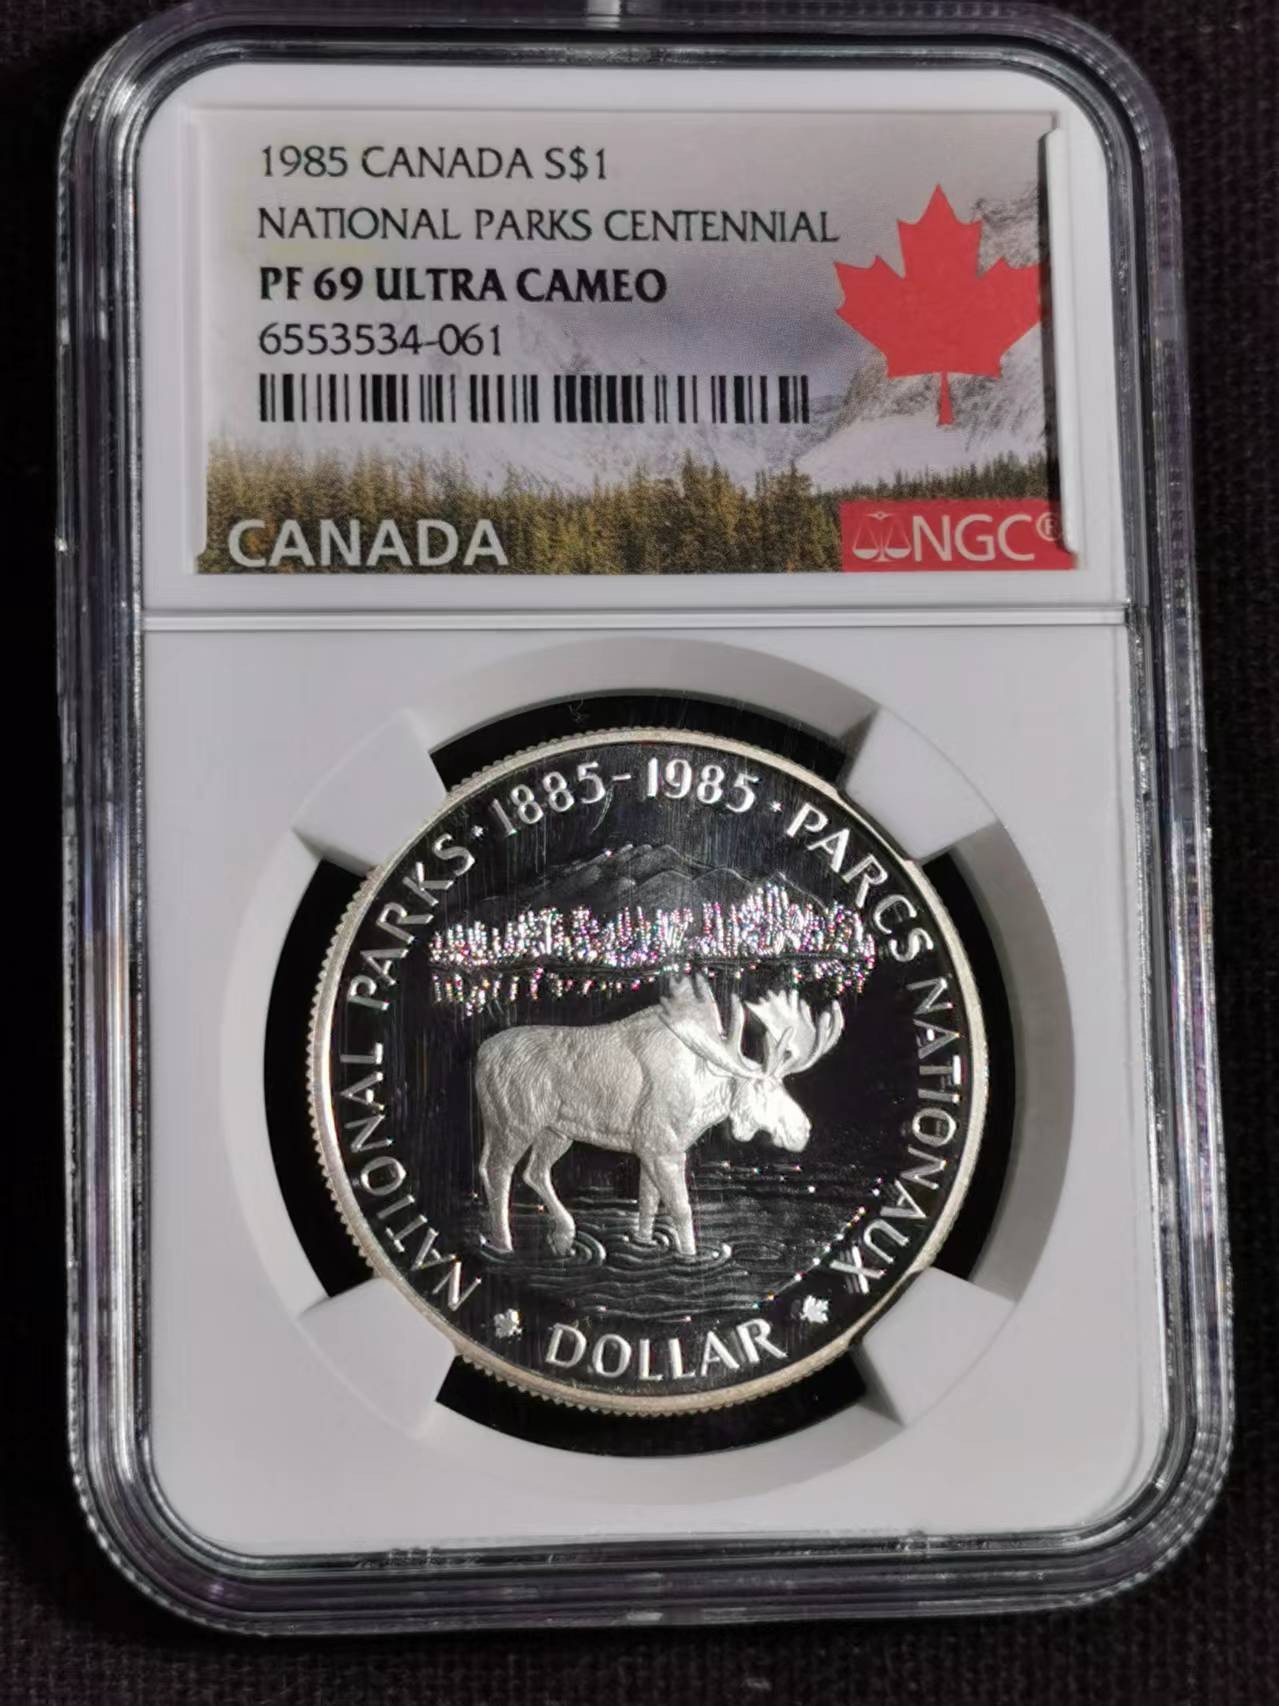 1985 CANADA S$1
NATIONAL PARKS CENTENNIAL
PF 69 ULTRA CAMEO
6553534-061
CANADA
NGC®
NATIONAL PARKS · 1885-1985 · PARCS NATIONAUX
DOLLAR